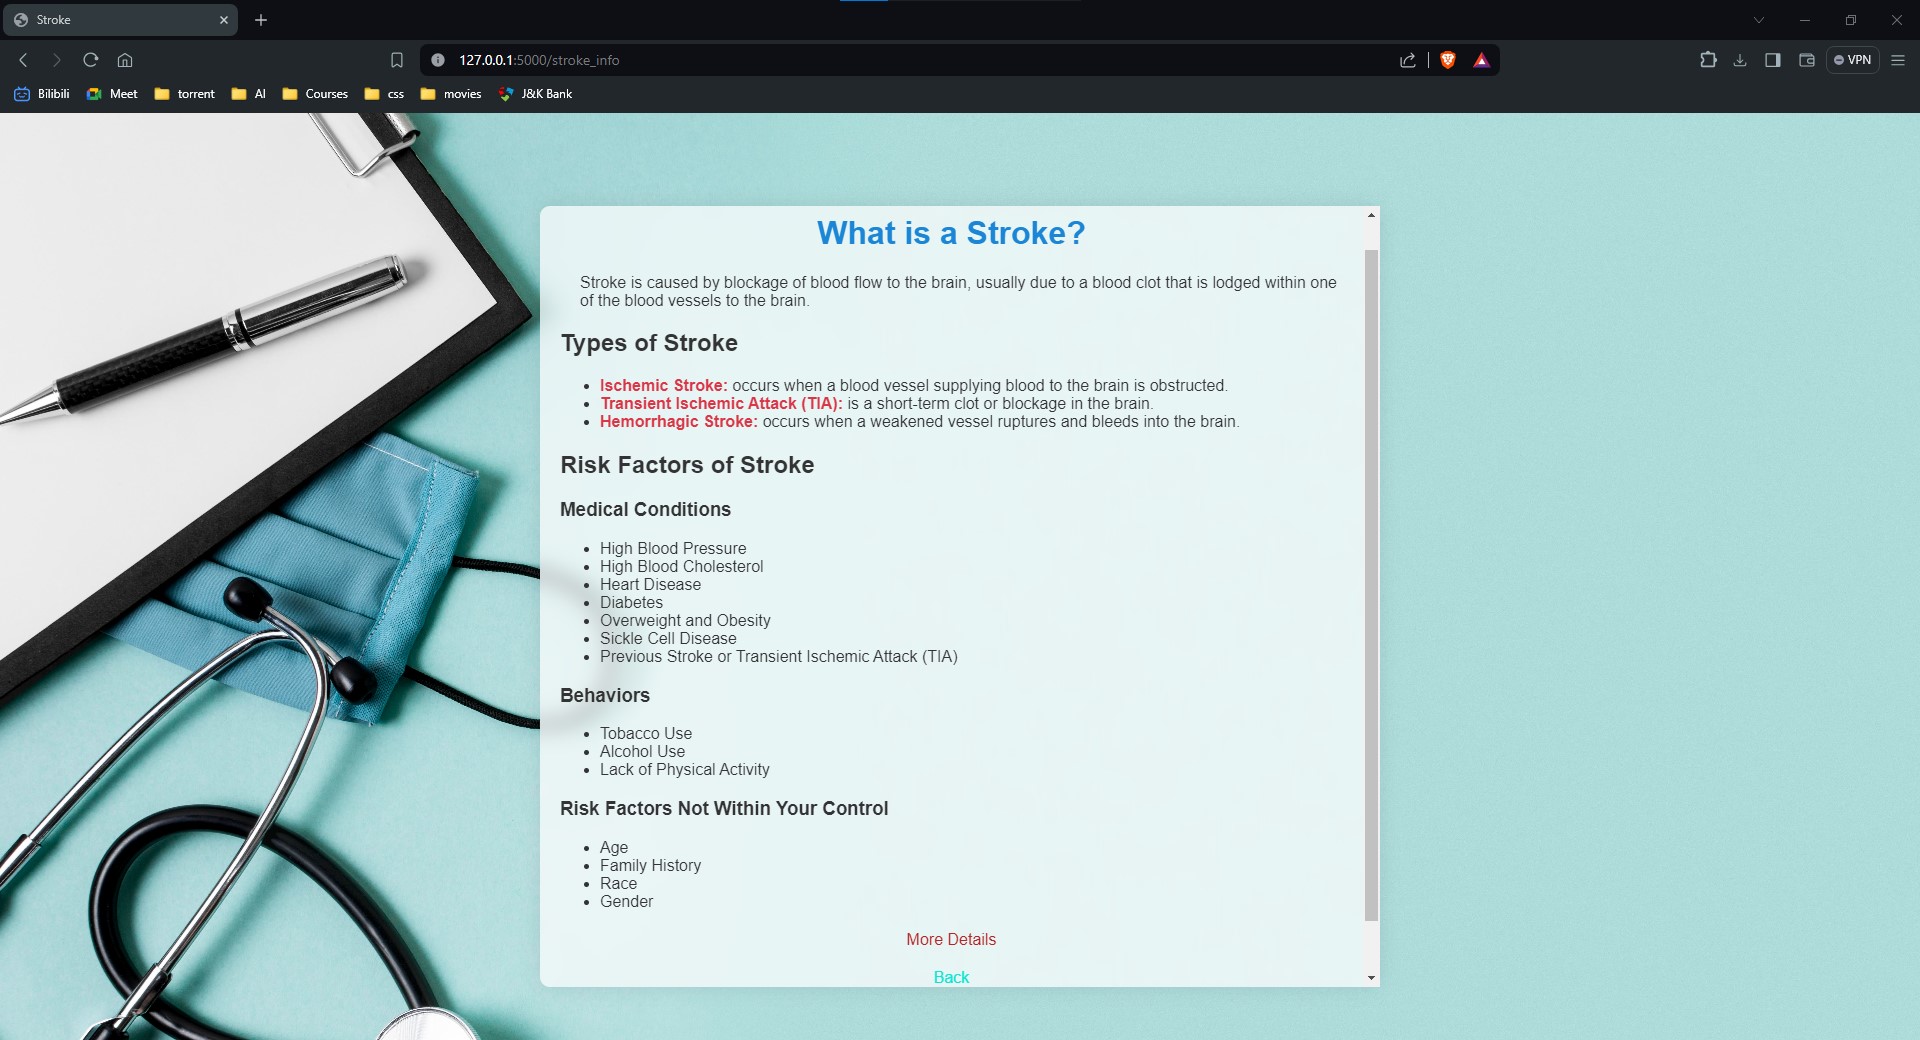 Stroke
127.0.0.1:5000/stroke_info
VPN
Bilibili
Meet
torrent
AI
Courses
css
movies
J&K Bank
What is a Stroke?
Stroke is caused by blockage of blood flow to the brain, usually due to a blood clot that is lodged within one
of the blood vessels to the brain.
Types of Stroke
Ischemic Stroke: occurs when a blood vessel supplying blood to the brain is obstructed.
Transient Ischemic Attack (TIA): is a short-term clot or blockage in the brain.
Hemorrhagic Stroke: occurs when a weakened vessel ruptures and bleeds into the brain.
Risk Factors of Stroke
Medical Conditions
High Blood Pressure
High Blood Cholesterol
Heart Disease
Diabetes
Overweight and Obesity
Sickle Cell Disease
Previous Stroke or Transient Ischemic Attack (TIA)
Behaviors
Tobacco Use
Alcohol Use
Lack of Physical Activity
Risk Factors Not Within Your Control
Age
Family History
Race
Gender
More Details
Back